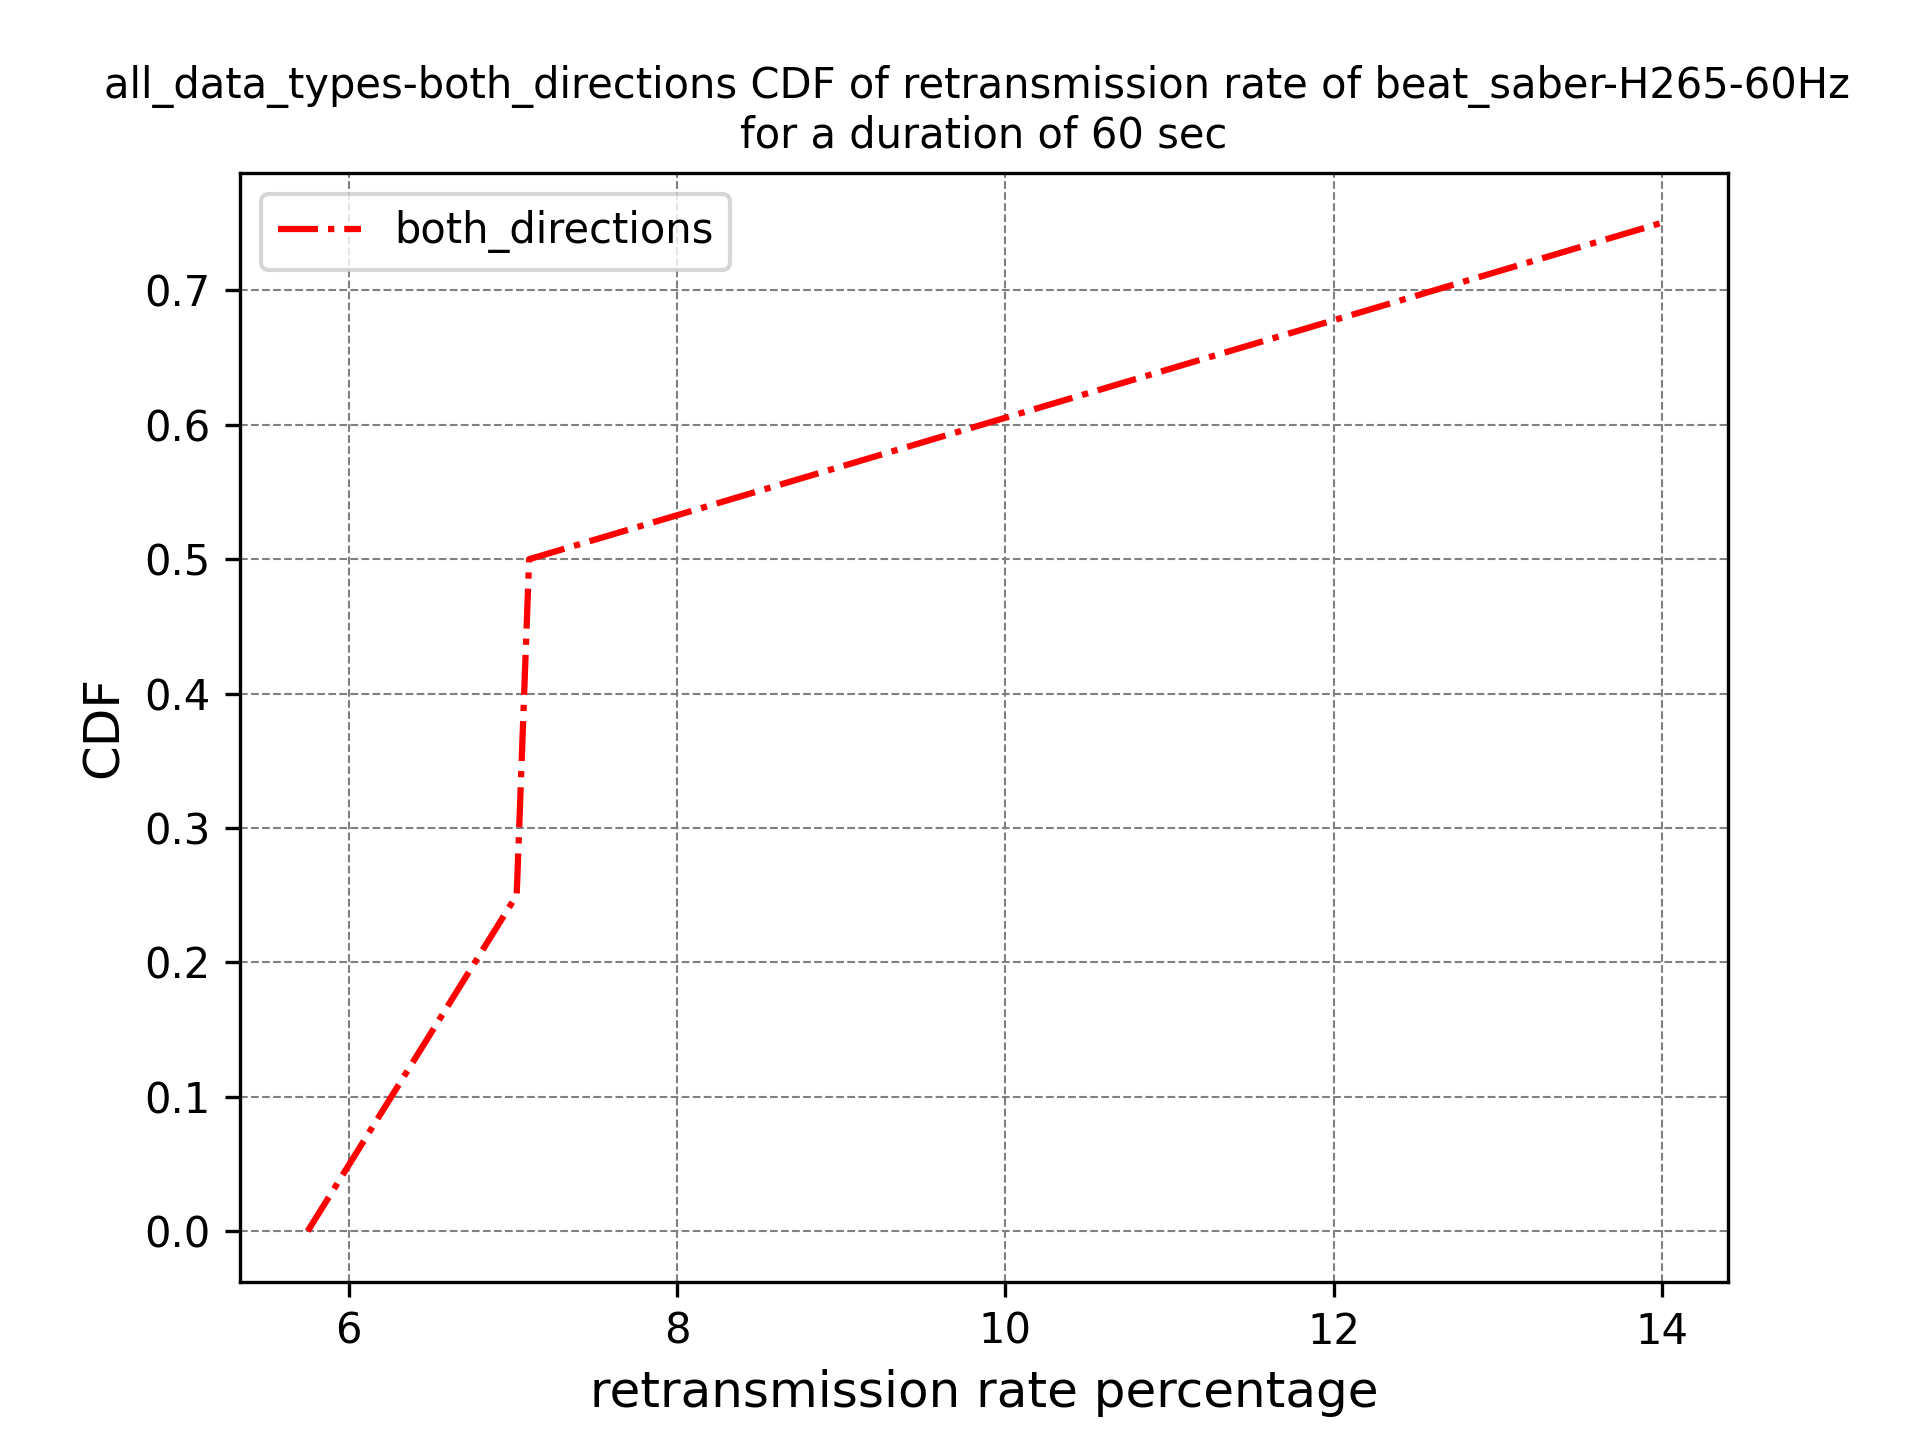 all_data_types-both_directions CDF of retransmission rate of beat_saber-H265-60Hz
for a duration of 60 sec
both_directions
0.7
0.6
0.5
0.4
0.3
0.2
0.1
0.0
CDF
6 8 10 12 14
retransmission rate percentage